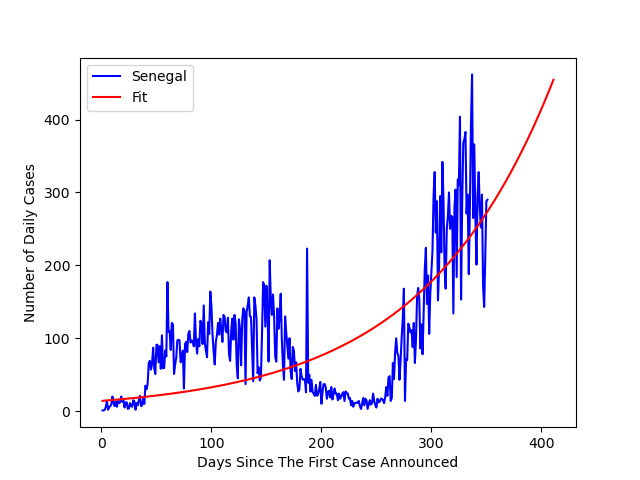 Senegal
Fit
Number of Daily Cases
400
300
200
100
0
0 100 200 300 400
Days Since The First Case Announced